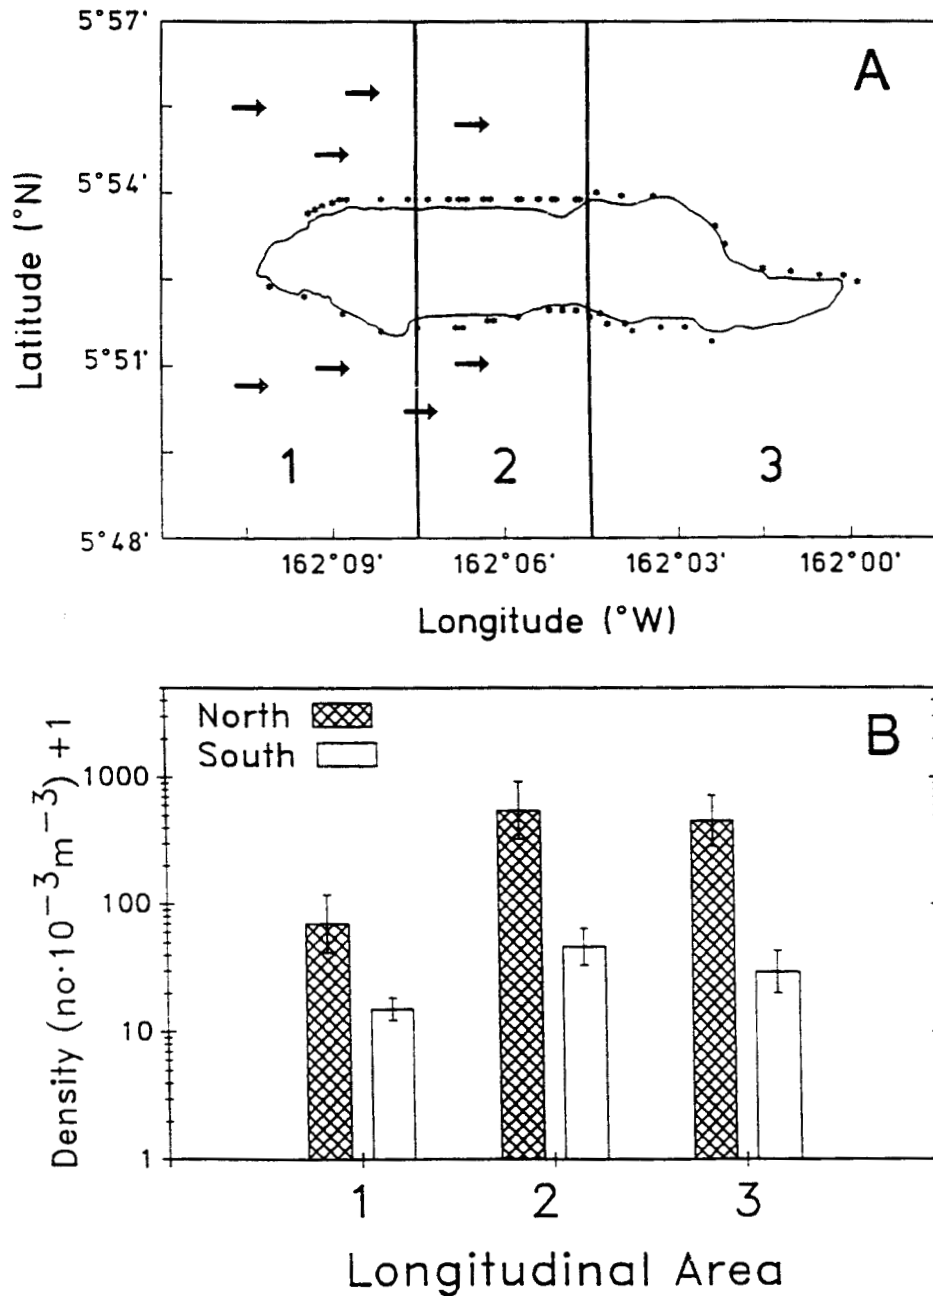 5°57'
A
5°54'
Latitude (°N)
5°51'
1 2 3
5°48'
162°09' 162°06' 162°03' 162°00'
Longitude (°W)
North
B
South
1000
Density (no·10⁻³m⁻³) +1
100
10
1
1 2 3
Longitudinal Area